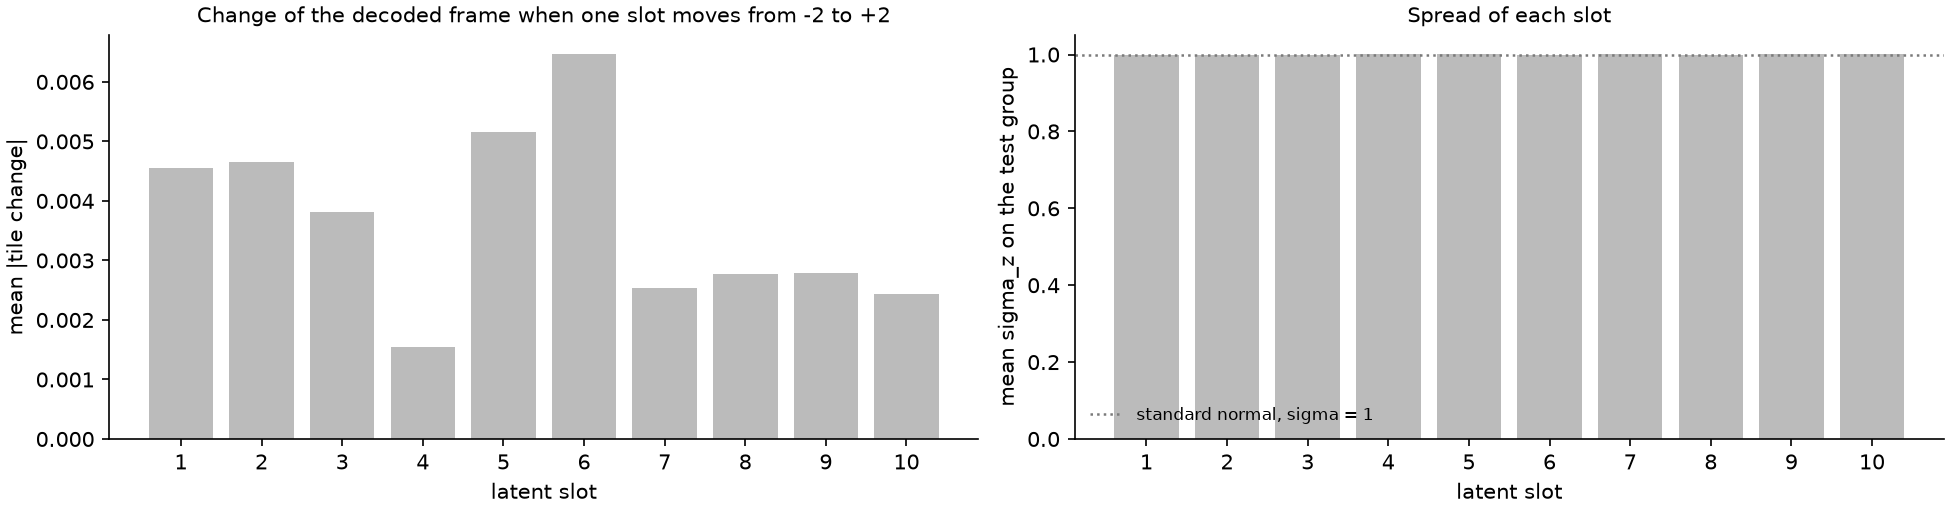 Change of the decoded frame when one slot moves from -2 to +2
mean |tile change|
0.006
0.005
0.004
0.003
0.002
0.001
0.000
1 2 3 4 5 6 7 8 9 10
latent slot
Spread of each slot
mean sigma_z on the test group
1.0
0.8
0.6
0.4
0.2
0.0
standard normal, sigma = 1
1 2 3 4 5 6 7 8 9 10
latent slot